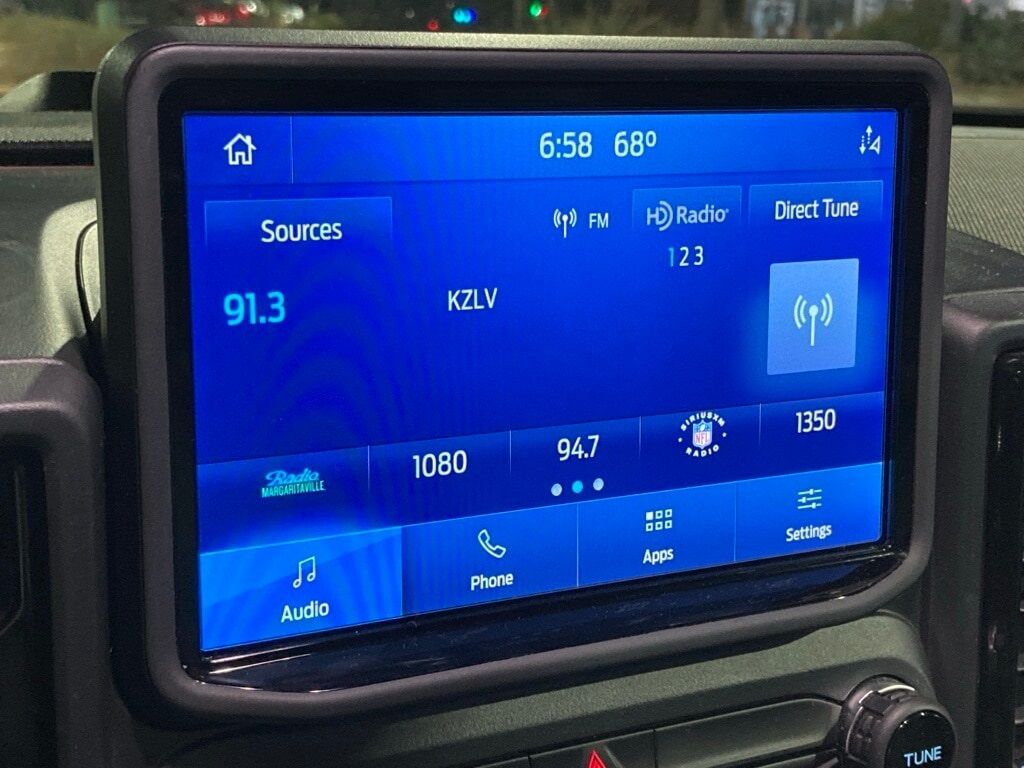 6:58 68°
Sources
FM
HD Radio
Direct Tune
1 2 3
91.3
KZLV
Radio
MARGARITAVILLE
1080
94.7
SIRIUSXM
NFL
RADIO
1350
Audio
Phone
Apps
Settings
TUNE